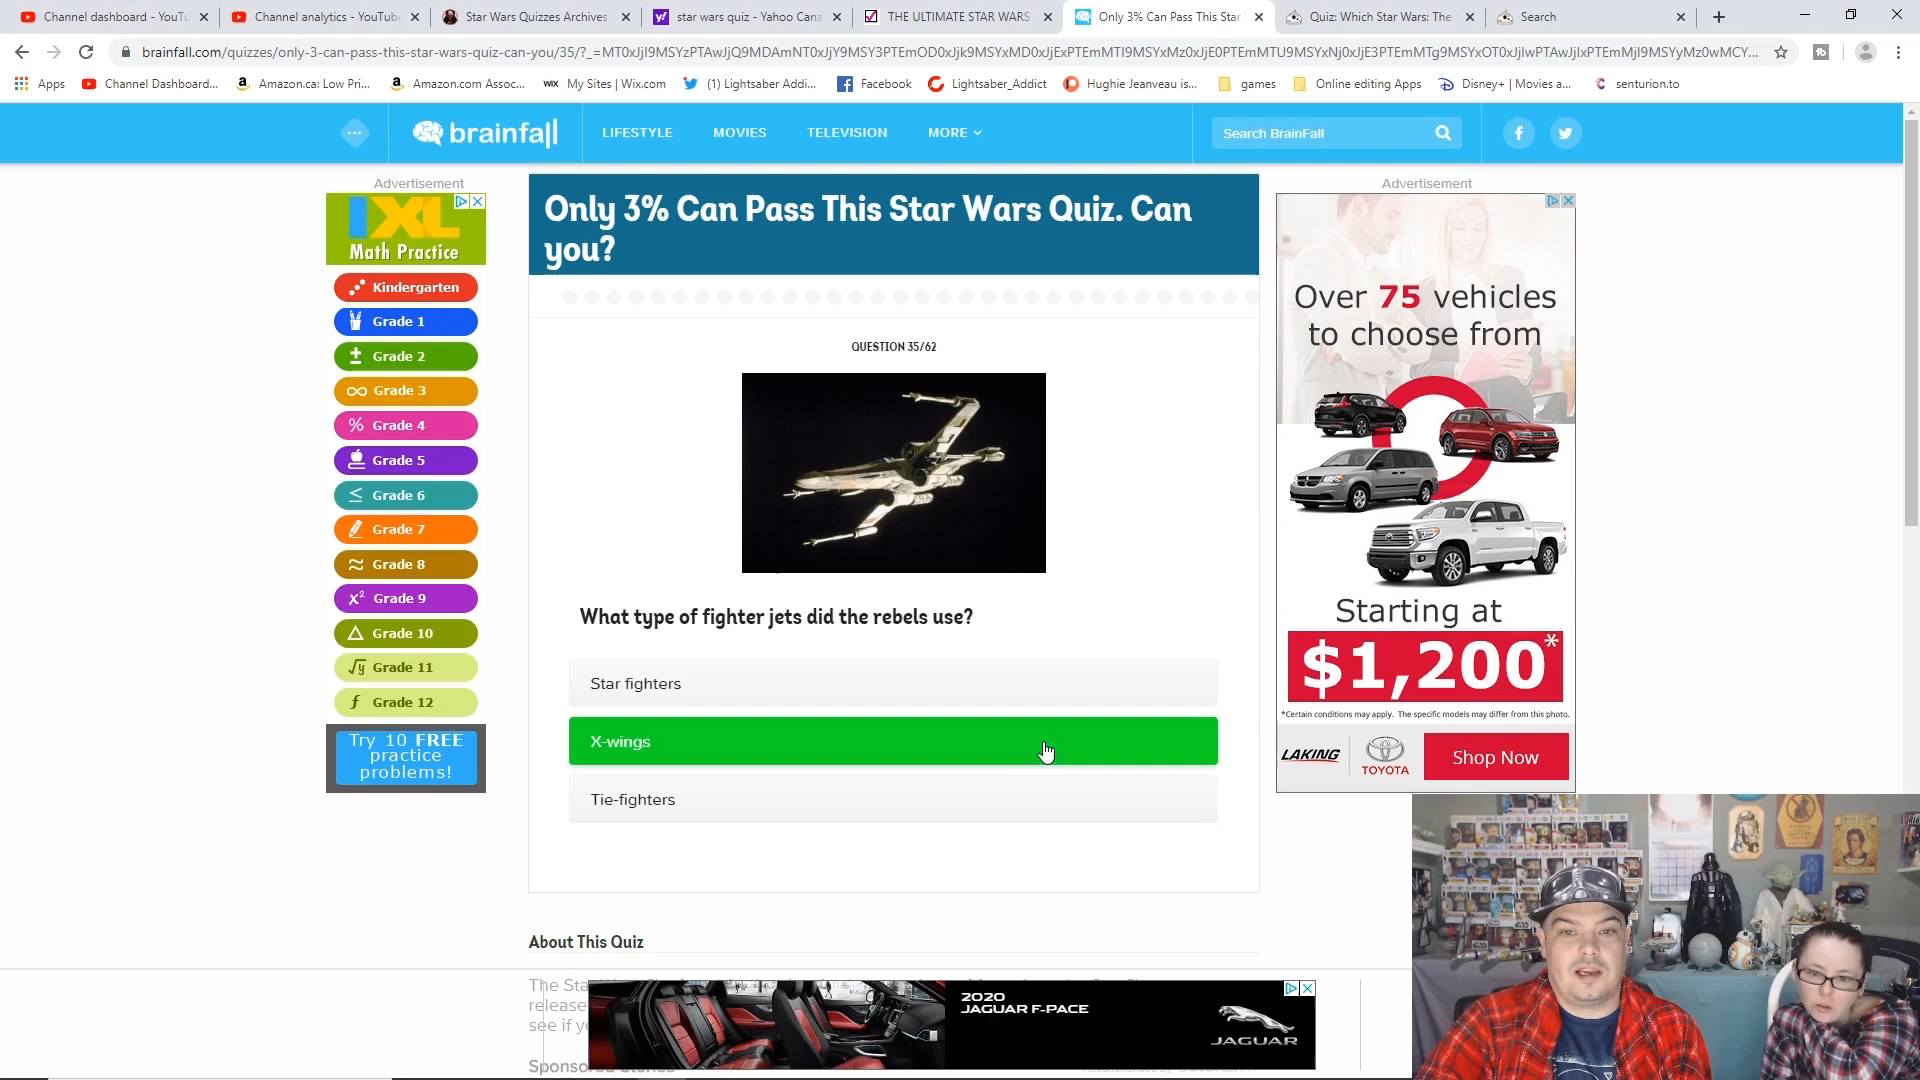 Channel dashboard - YouTu
Channel analytics - YouTube
Star Wars Quizzes Archives
star wars quiz - Yahoo Cana
THE ULTIMATE STAR WARS
Only 3% Can Pass This Star
Quiz: Which Star Wars: The
Search
brainfall.com/quizzes/only-3-can-pass-this-star-wars-quiz-can-you/35/?_=
Apps
Channel Dashboard...
Amazon.ca: Low Pri...
Amazon.com Assoc...
WIX My Sites | Wix.com
(1) Lightsaber Addi...
Facebook
Lightsaber_Addict
Hughie Jeanveau is...
games
Online editing Apps
Disney+ | Movies a...
senturion.to
brainfall
LIFESTYLE
MOVIES
TELEVISION
MORE
Search BrainFall
Advertisement
IXL
Math Practice
Kindergarten
Grade 1
Grade 2
Grade 3
Grade 4
Grade 5
Grade 6
Grade 7
Grade 8
Grade 9
Grade 10
Grade 11
Grade 12
Try 10 FREE
practice
problems!
Only 3% Can Pass This Star Wars Quiz. Can
you?
QUESTION 35/62
What type of fighter jets did the rebels use?
Star fighters
X-wings
Tie-fighters
About This Quiz
The Sta
release
see if yo
Sponsored Stories
2020
JAGUAR F-PACE
JAGUAR
Advertisement
Over 75 vehicles
to choose from
Starting at
$1,200*
*Certain conditions may apply. The specific models may differ from this photo.
LAKING
TOYOTA
Shop Now